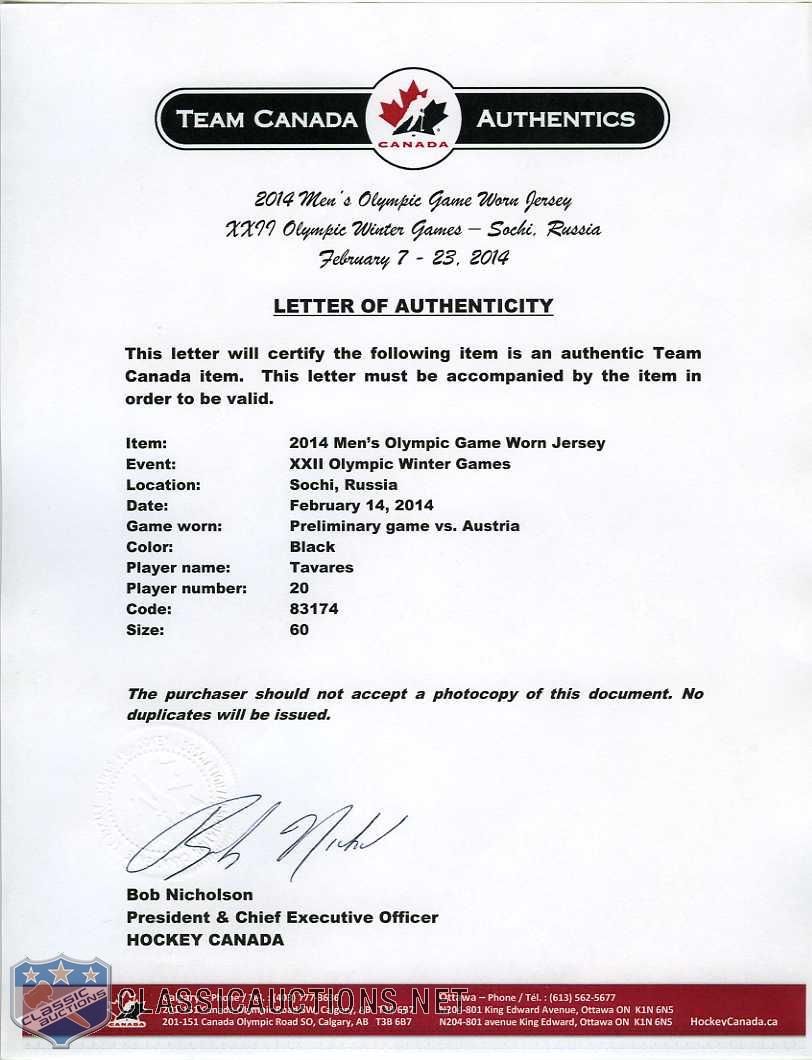 TEAM CANADA CANADA AUTHENTICS
2014 Men's Olympic Game Worn Jersey
XXII Olympic Winter Games – Sochi, Russia
February 7 - 23, 2014
LETTER OF AUTHENTICITY
This letter will certify the following item is an authentic Team
Canada item. This letter must be accompanied by the item in
order to be valid.
Item: 2014 Men's Olympic Game Worn Jersey
Event: XXII Olympic Winter Games
Location: Sochi, Russia
Date: February 14, 2014
Game worn: Preliminary game vs. Austria
Color: Black
Player name: Tavares
Player number: 20
Code: 83174
Size: 60
The purchaser should not accept a photocopy of this document. No
duplicates will be issued.
Bob Nicholson
President & Chief Executive Officer
HOCKEY CANADA
CLASSIC AUCTIONS
CLASSICAUCTIONS.NET
CANADA
Ottawa – Phone / Tél. : (613) 562-5677
N204-801 King Edward Avenue, Ottawa ON K1N 6N5
201-151 Canada Olympic Road SO, Calgary, AB T3B 6B7 N204-801 avenue King Edward, Ottawa ON K1N 6N5 HockeyCanada.ca